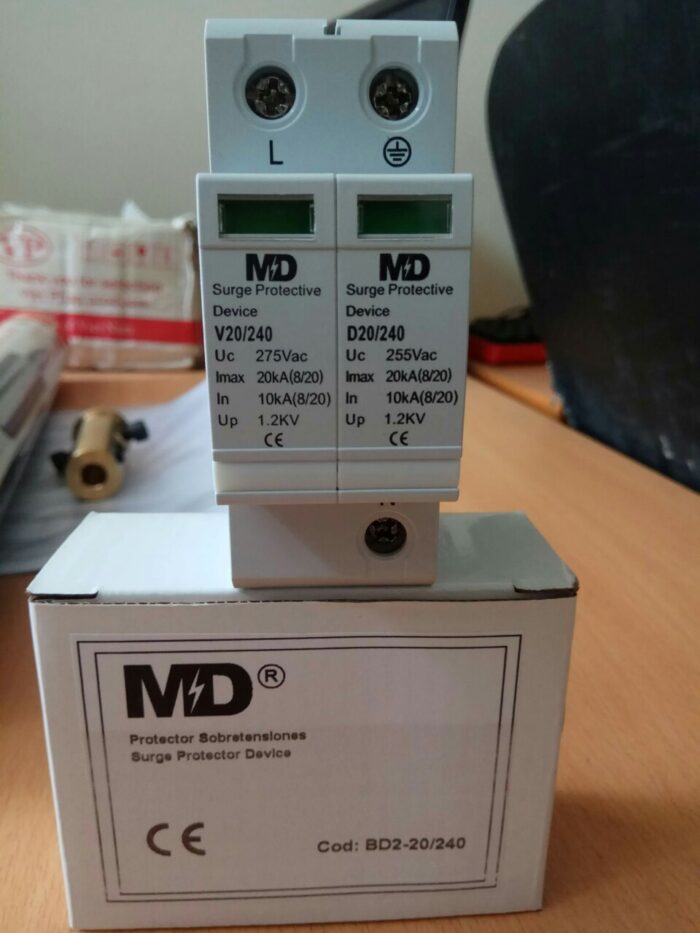 L
MD
Surge Protective
Device
V20/240
Uc 275Vac
Imax 20kA(8/20)
In 10kA(8/20)
Up 1.2KV
CE
MD
Surge Protective
Device
D20/240
Uc 255Vac
Imax 20kA(8/20)
In 10kA(8/20)
Up 1.2KV
CE
MD®
Protector Sobretensiones
Surge Protector Device
CE
Cod: BD2-20/240